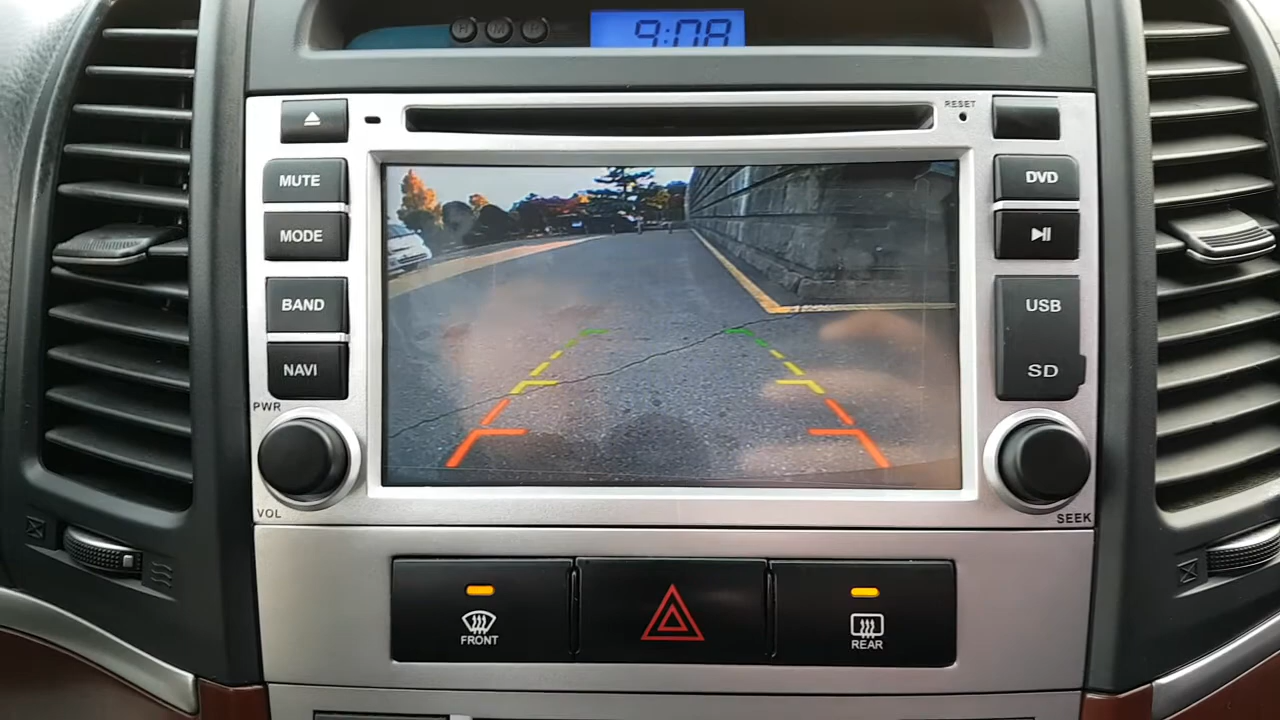 H
M
9:08
RESET
MUTE
DVD
MODE
BAND
USB
NAVI
SD
PWR
VOL
SEEK
FRONT
REAR